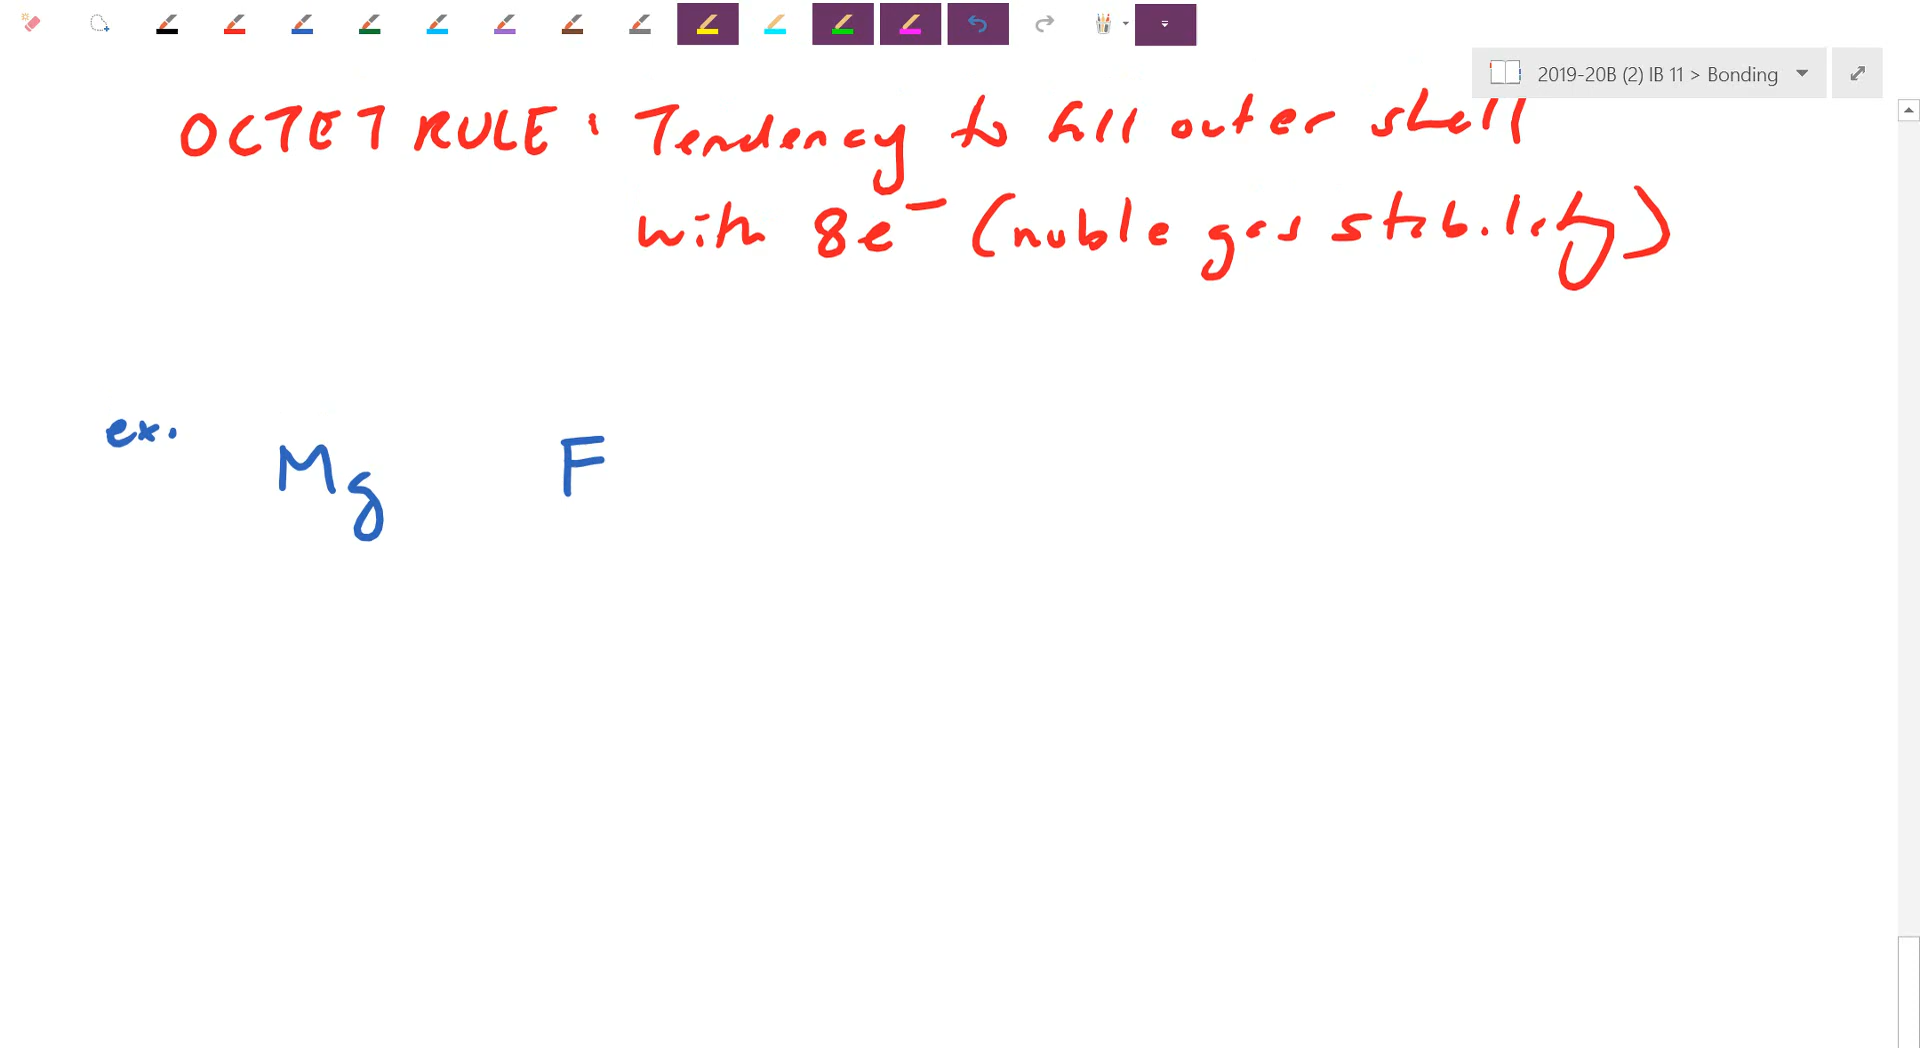 2019-20B (2) IB 11 > Bonding
OCTET RULE : Tendency to fill outer shell
with 8e⁻ (noble gas stability)
ex. Mg F